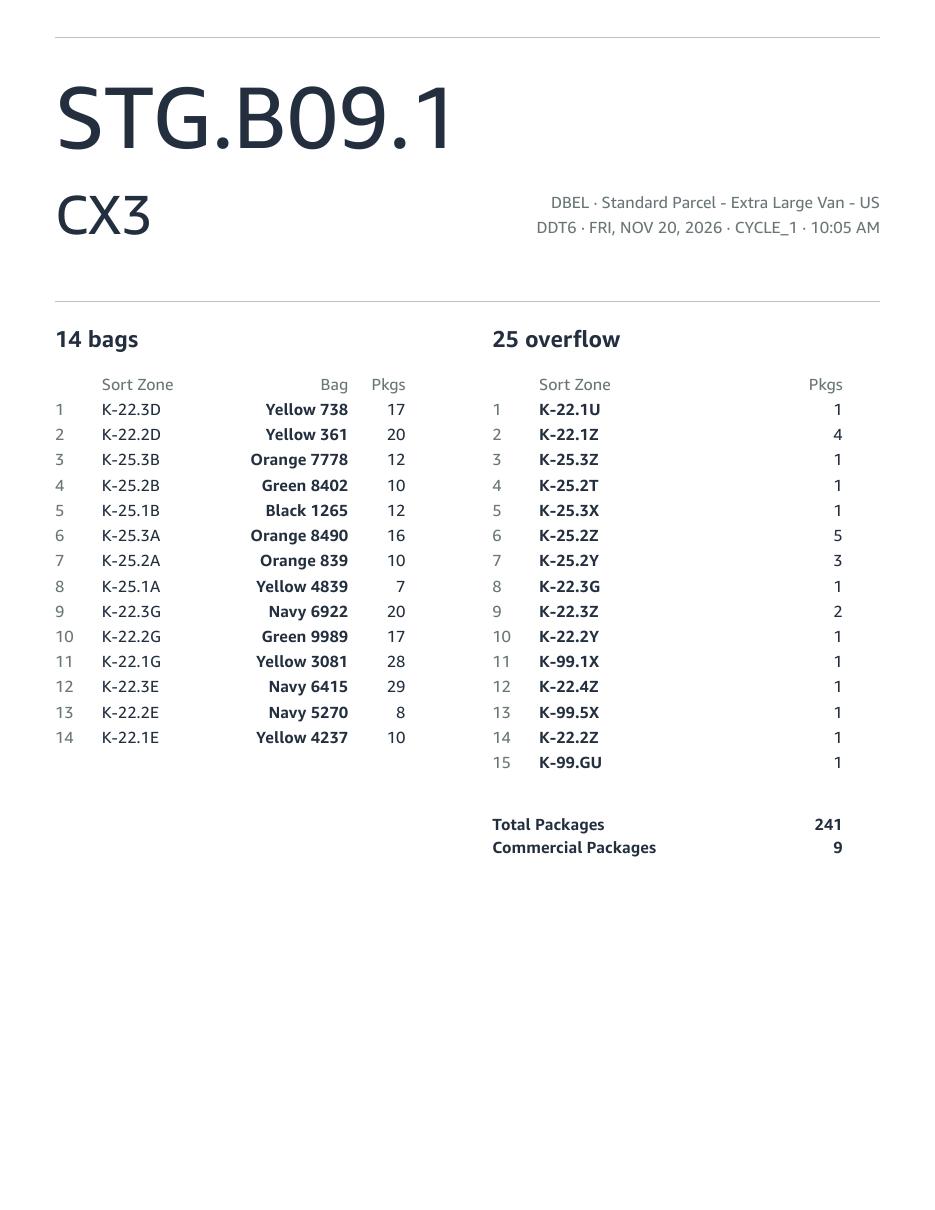 STG.B09.1
CX3
DBEL · Standard Parcel - Extra Large Van - US
DDT6 · FRI, NOV 20, 2026 · CYCLE_1 · 10:05 AM
14 bags
Sort Zone Bag Pkgs
1 K-22.3D Yellow 738 17
2 K-22.2D Yellow 361 20
3 K-25.3B Orange 7778 12
4 K-25.2B Green 8402 10
5 K-25.1B Black 1265 12
6 K-25.3A Orange 8490 16
7 K-25.2A Orange 839 10
8 K-25.1A Yellow 4839 7
9 K-22.3G Navy 6922 20
10 K-22.2G Green 9989 17
11 K-22.1G Yellow 3081 28
12 K-22.3E Navy 6415 29
13 K-22.2E Navy 5270 8
14 K-22.1E Yellow 4237 10
25 overflow
Sort Zone Pkgs
1 K-22.1U 1
2 K-22.1Z 4
3 K-25.3Z 1
4 K-25.2T 1
5 K-25.3X 1
6 K-25.2Z 5
7 K-25.2Y 3
8 K-22.3G 1
9 K-22.3Z 2
10 K-22.2Y 1
11 K-99.1X 1
12 K-22.4Z 1
13 K-99.5X 1
14 K-22.2Z 1
15 K-99.GU 1
Total Packages 241
Commercial Packages 9